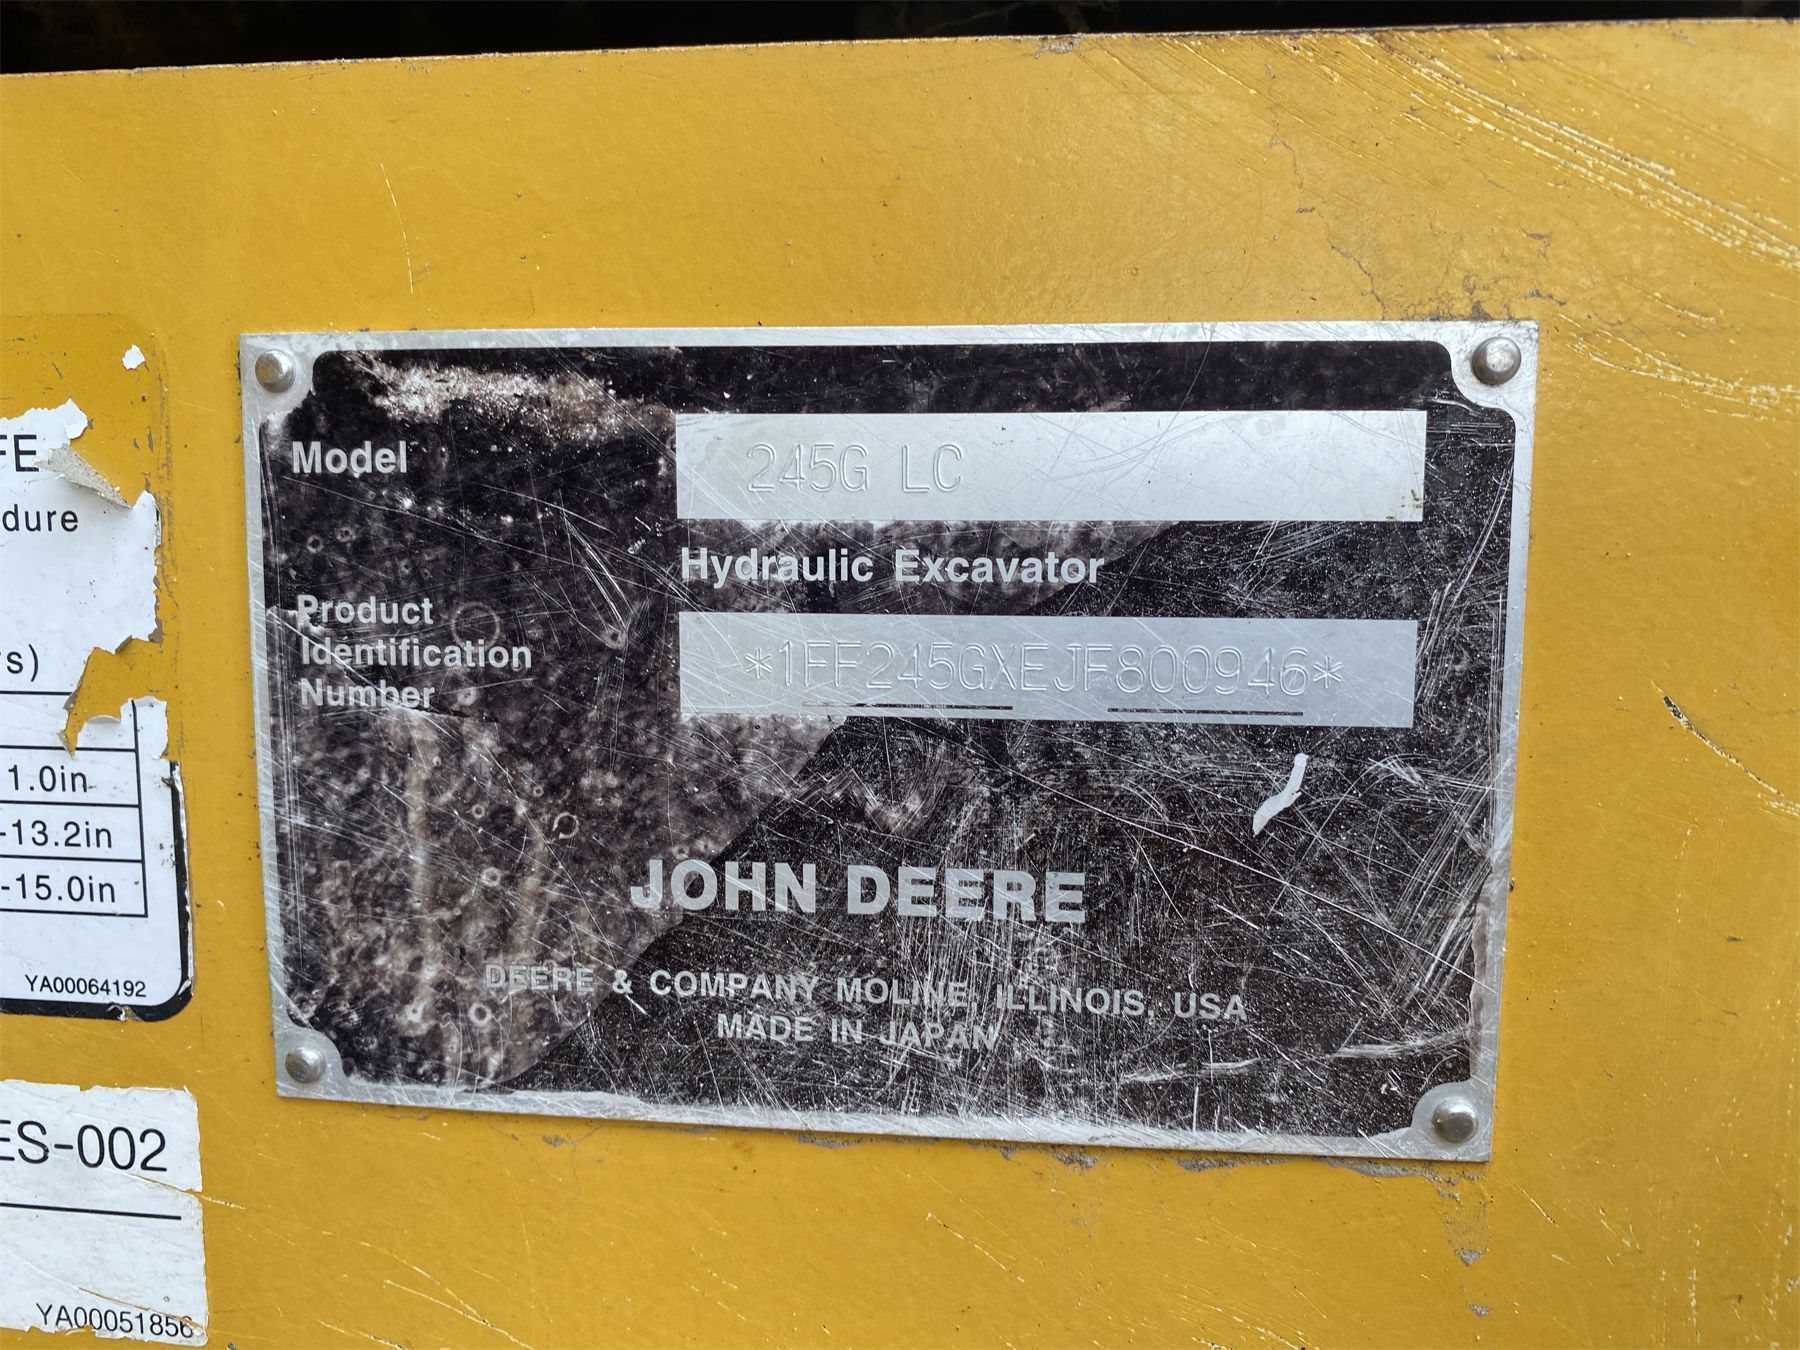 FE
dure
s)
1.0in
-13.2in
-15.0in
YA00064192
ES-002
YA00051856
Model 245G LC
Hydraulic Excavator
Product
Identification
Number
*1FF245GXEJF800946*
JOHN DEERE
DEERE & COMPANY MOLINE, ILLINOIS, USA
MADE IN JAPAN